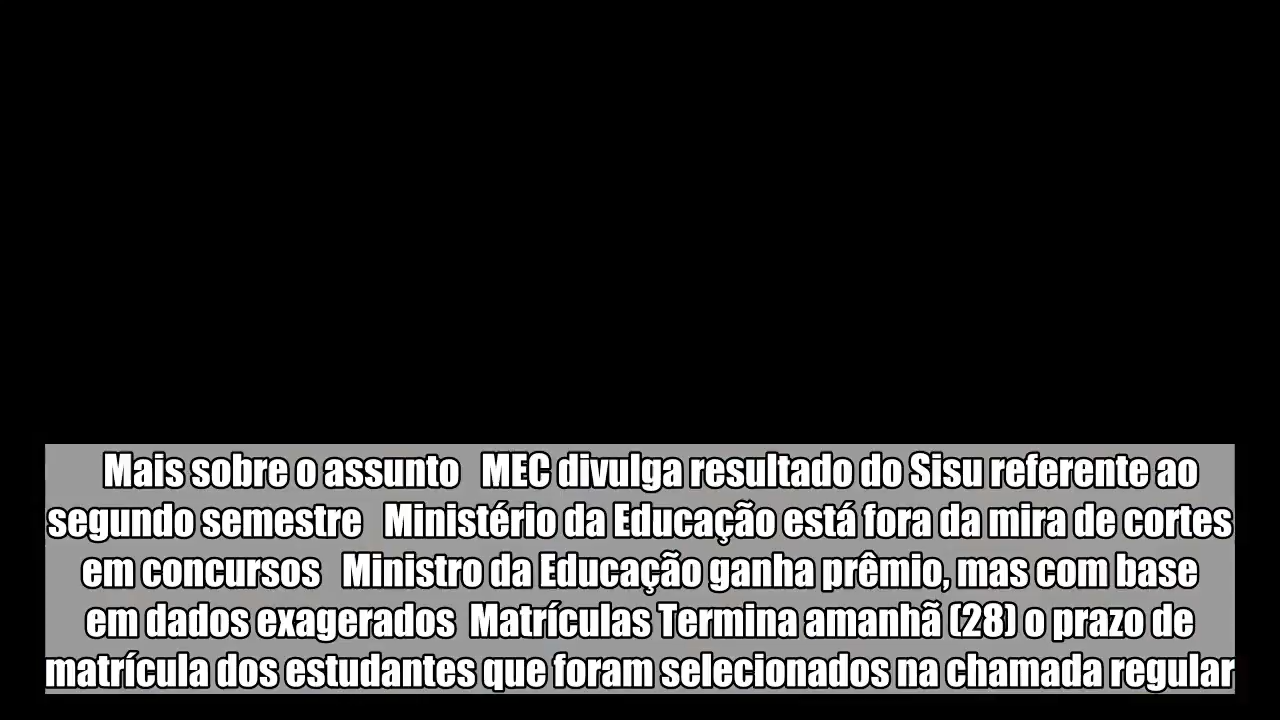 Mais sobre o assunto   MEC divulga resultado do Sisu referente ao
segundo semestre   Ministério da Educação está fora da mira de cortes
em concursos   Ministro da Educação ganha prêmio, mas com base
em dados exagerados  Matrículas Termina amanhã (28) o prazo de
matrícula dos estudantes que foram selecionados na chamada regular